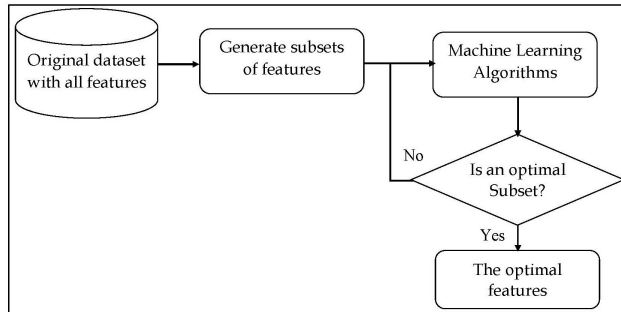 Original dataset
with all features
Generate subsets
of features
Machine Learning
Algorithms
No
Is an optimal
Subset?
Yes
The optimal
features